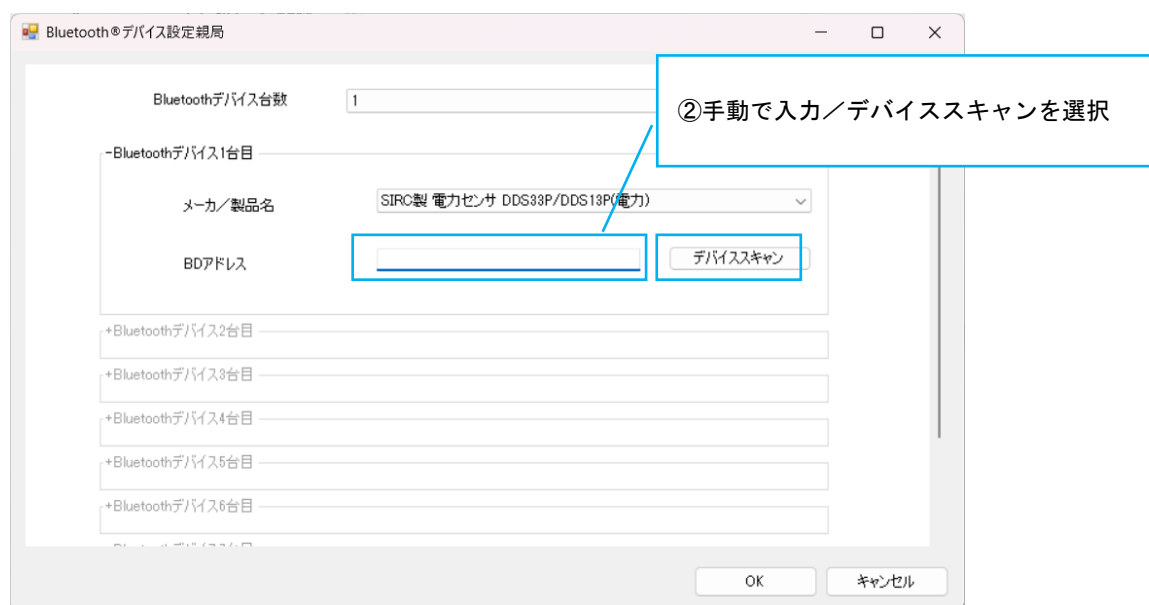 Bluetooth®デバイス設定親局
Bluetoothデバイス台数
1
②手動で入力／デバイススキャンを選択
-Bluetoothデバイス1台目
メーカ／製品名
SIRC製 電力センサ DDS33P/DDS13P(電力)
BDアドレス
デバイススキャン
+Bluetoothデバイス2台目
+Bluetoothデバイス3台目
+Bluetoothデバイス4台目
+Bluetoothデバイス5台目
+Bluetoothデバイス6台目
OK
キャンセル